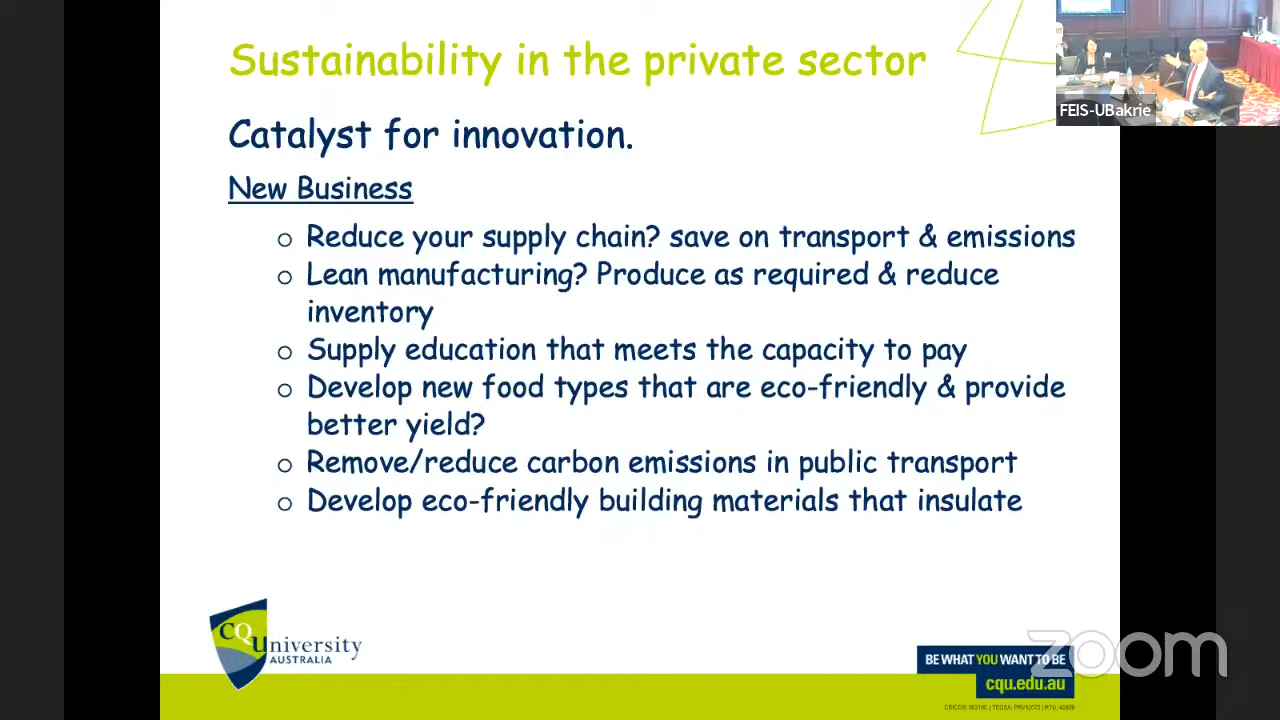 Sustainability in the private sector
FEIS-UBakrie
Catalyst for innovation.
New Business
o Reduce your supply chain? save on transport & emissions
o Lean manufacturing? Produce as required & reduce
inventory
o Supply education that meets the capacity to pay
o Develop new food types that are eco-friendly & provide
better yield?
o Remove/reduce carbon emissions in public transport
o Develop eco-friendly building materials that insulate
CQUniversity
AUSTRALIA
BE WHAT YOU WANT TO BE
cqu.edu.au
zoom